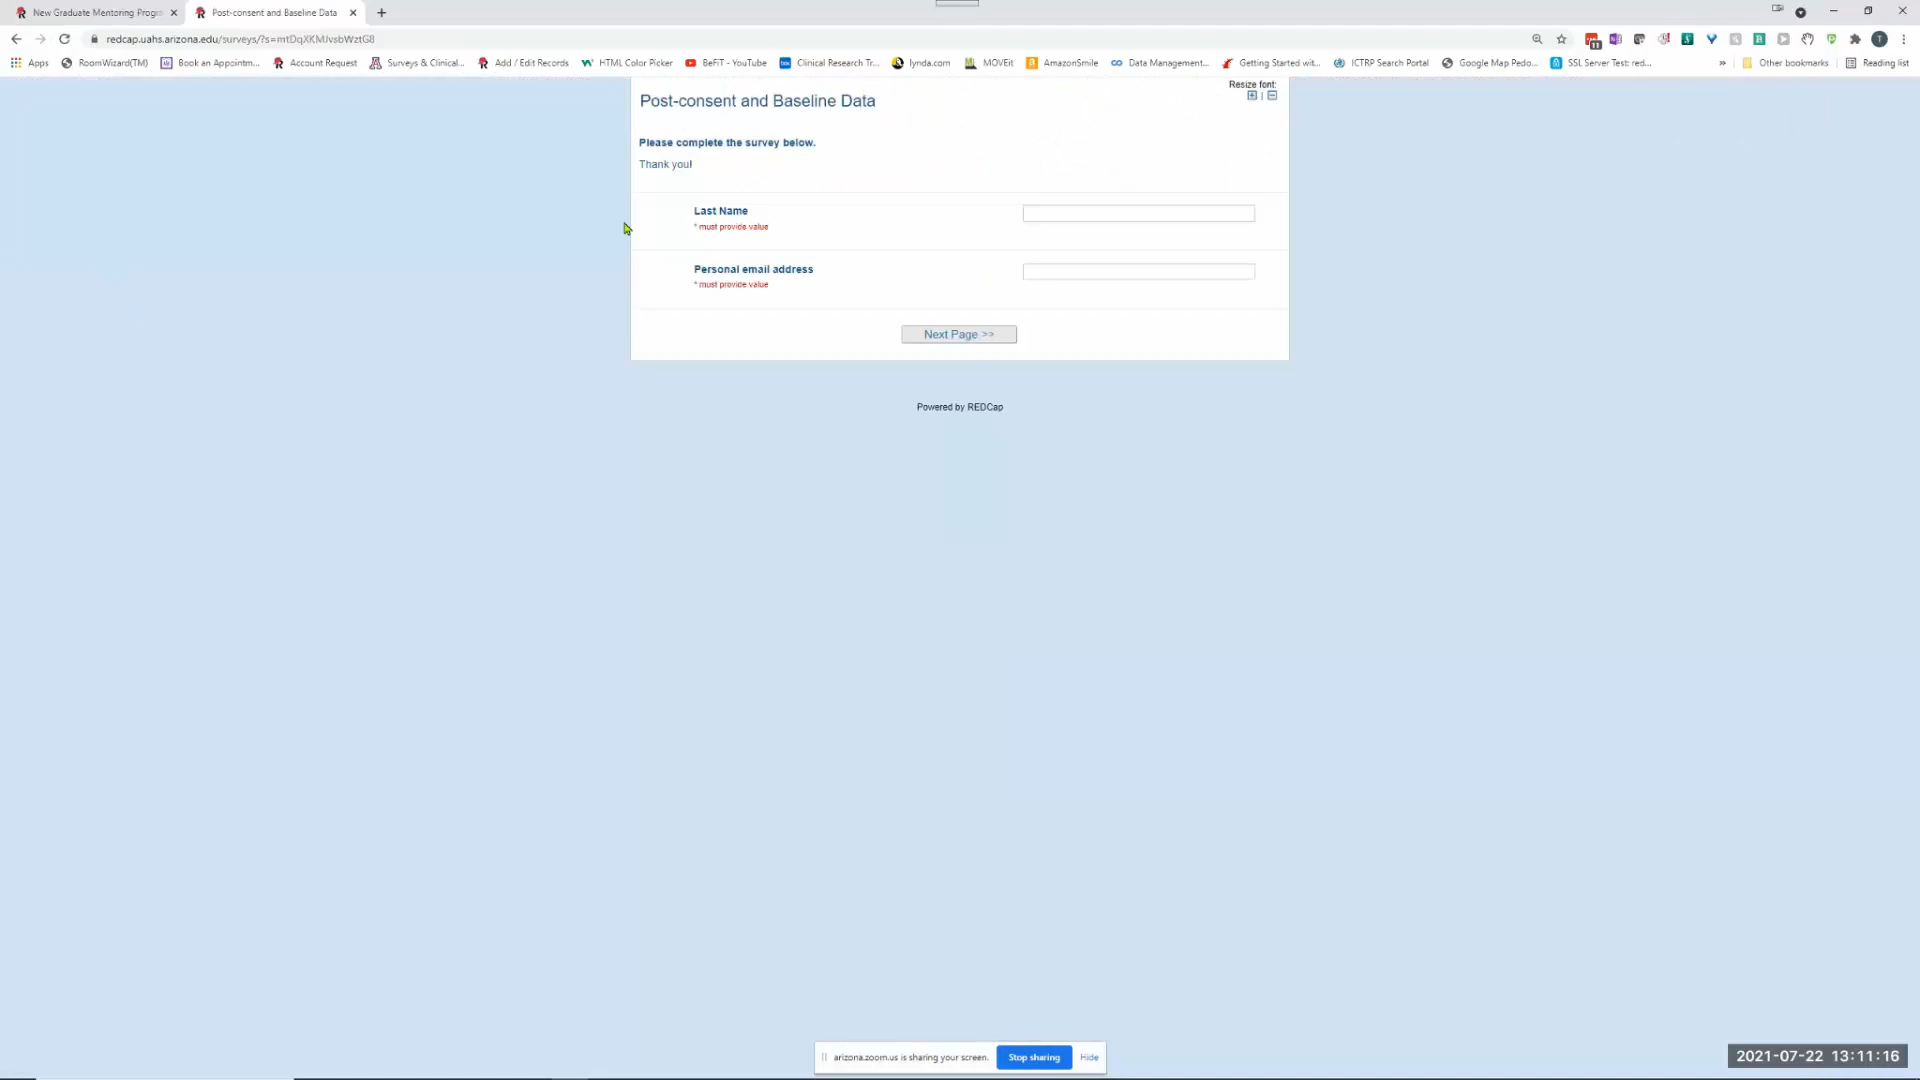 New Graduate Mentoring Progra
Post-consent and Baseline Data
redcap.uahs.arizona.edu/surveys/?s=mtDqXKMJvsbWztG8
11
T
Apps
RoomWizard(TM)
Book an Appointm...
Account Request
Surveys & Clinical...
Add / Edit Records
HTML Color Picker
BeFiT - YouTube
Clinical Research Tr...
lynda.com
MOVEit
AmazonSmile
Data Management...
Getting Started wit...
ICTRP Search Portal
Google Map Pedo...
SSL Server Test: red...
»
Other bookmarks
Reading list
Resize font:
Post-consent and Baseline Data
Please complete the survey below.
Thank you!
Last Name
* must provide value
Personal email address
* must provide value
Next Page >>
Powered by REDCap
arizona.zoom.us is sharing your screen.
Stop sharing
Hide
2021-07-22 13:11:16